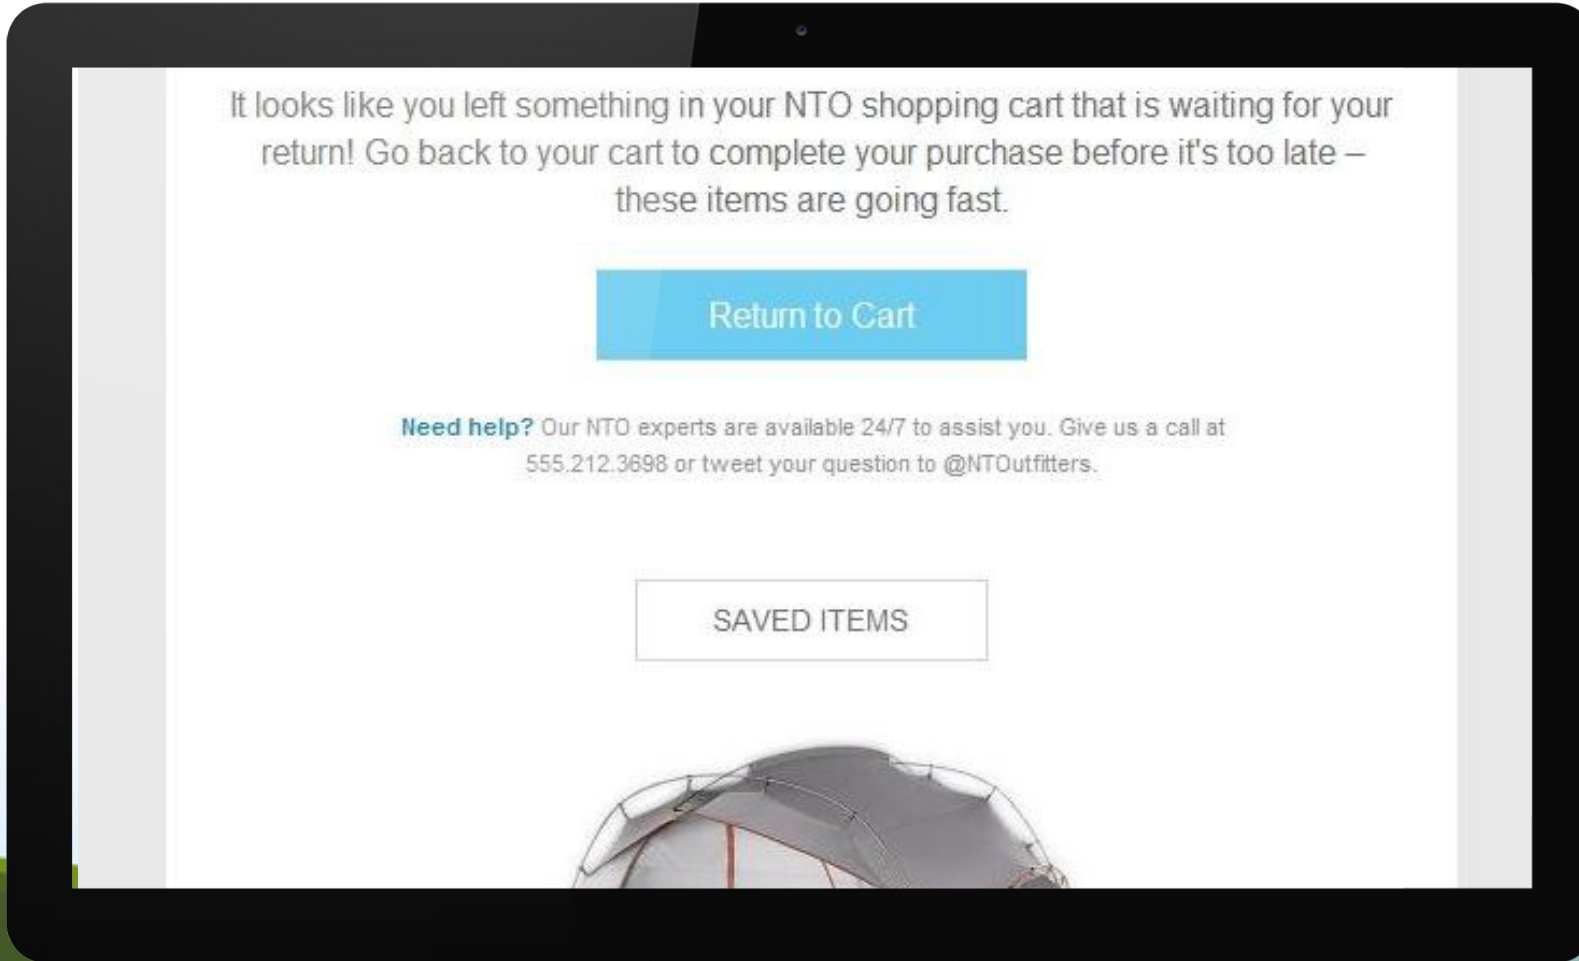 It looks like you left something in your NTO shopping cart that is waiting for your
return! Go back to your cart to complete your purchase before it's too late –
these items are going fast.
Return to Cart
Need help? Our NTO experts are available 24/7 to assist you. Give us a call at
555.212.3698 or tweet your question to @NTOutfitters.
SAVED ITEMS